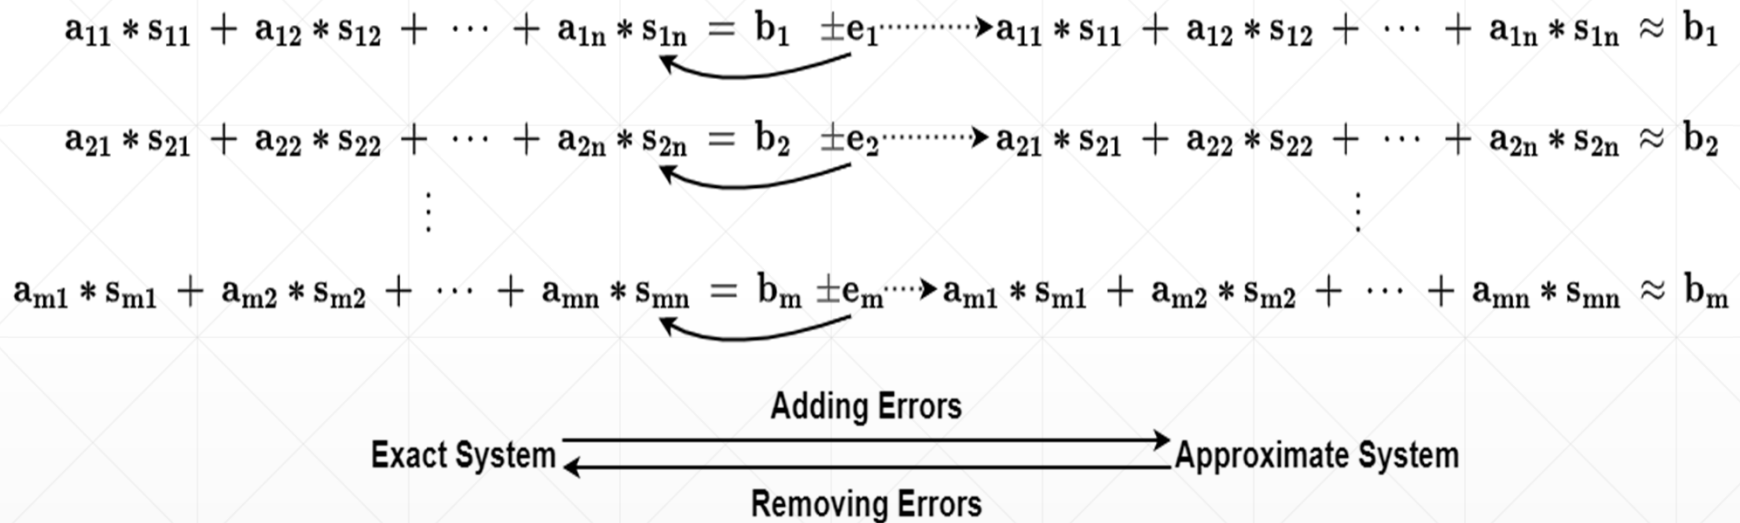 a₁₁ * s₁₁ + a₁₂ * s₁₂ + ⋯ + a₁ₙ * s₁ₙ = b₁ ±e₁ a₁₁ * s₁₁ + a₁₂ * s₁₂ + ⋯ + a₁ₙ * s₁ₙ ≈ b₁
a₂₁ * s₂₁ + a₂₂ * s₂₂ + ⋯ + a₂ₙ * s₂ₙ = b₂ ±e₂ a₂₁ * s₂₁ + a₂₂ * s₂₂ + ⋯ + a₂ₙ * s₂ₙ ≈ b₂
⋮ ⋮
aₘ₁ * sₘ₁ + aₘ₂ * sₘ₂ + ⋯ + aₘₙ * sₘₙ = bₘ ±eₘ aₘ₁ * sₘ₁ + aₘ₂ * sₘ₂ + ⋯ + aₘₙ * sₘₙ ≈ bₘ
Adding Errors
Exact System Approximate System
Removing Errors